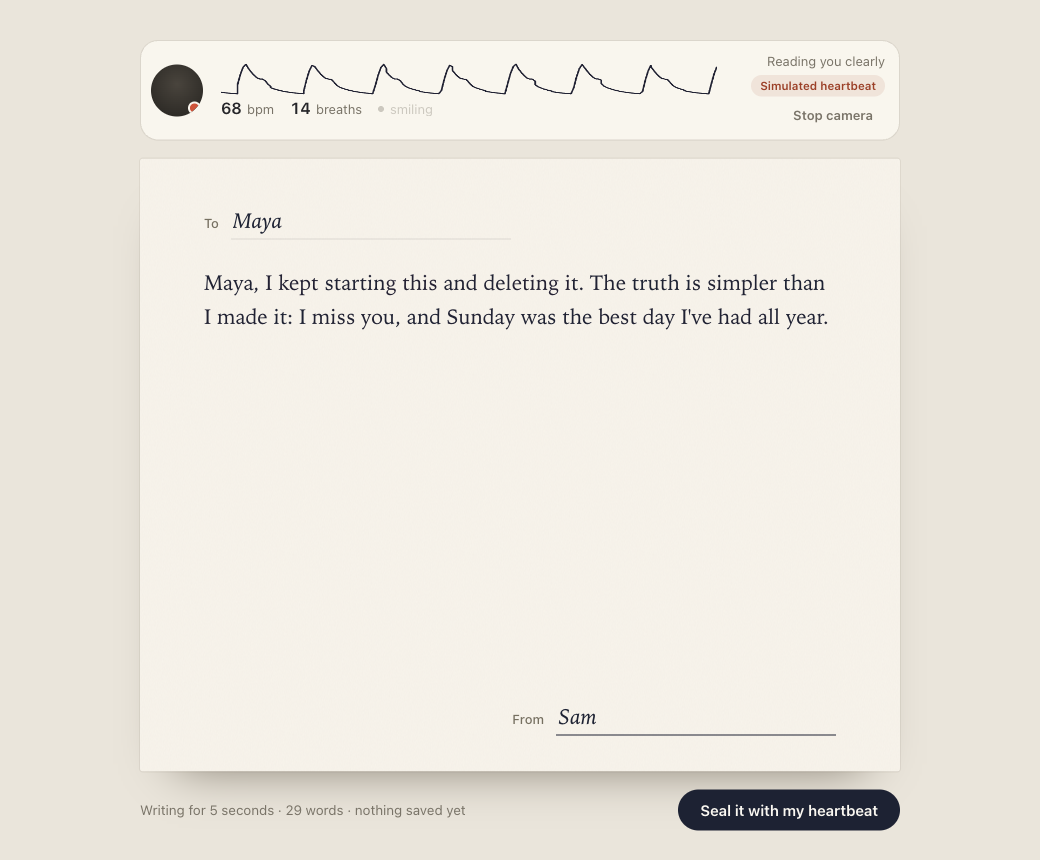 Reading you clearly
Simulated heartbeat
68 bpm 14 breaths smiling
Stop camera
To Maya
Maya, I kept starting this and deleting it. The truth is simpler than
I made it: I miss you, and Sunday was the best day I've had all year.
From Sam
Writing for 5 seconds · 29 words · nothing saved yet
Seal it with my heartbeat